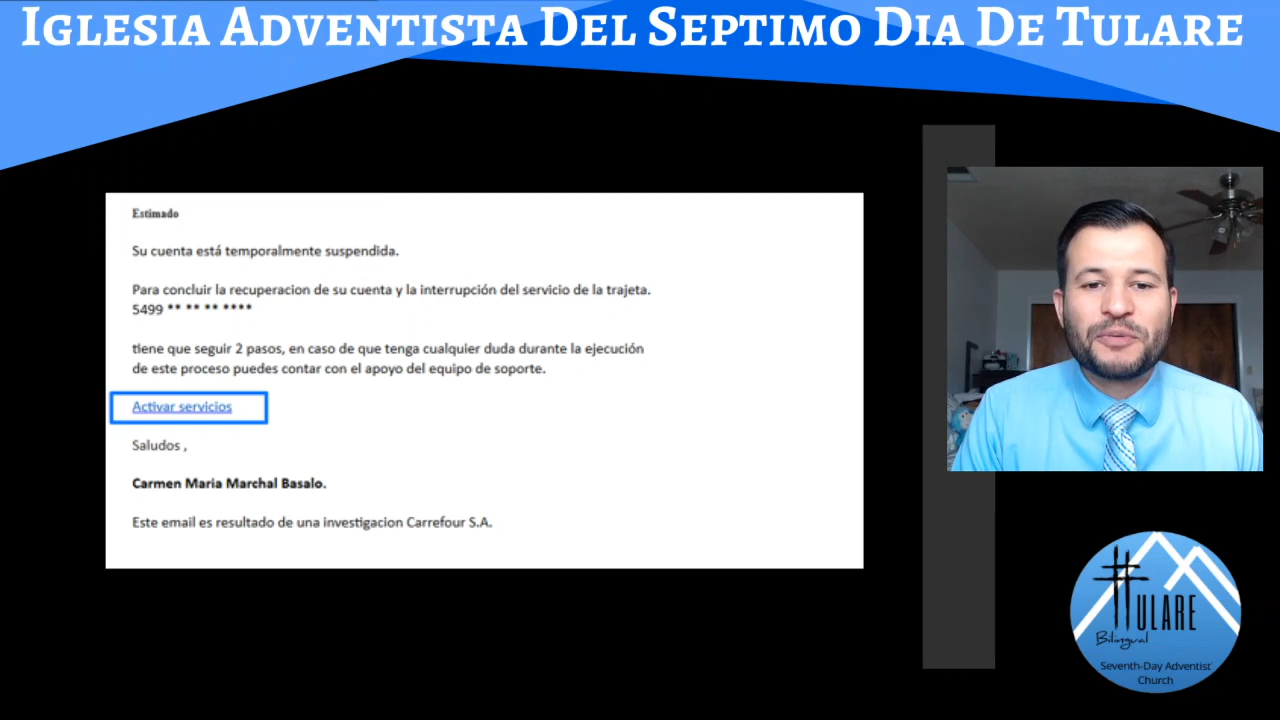 Iglesia Adventista Del Septimo Dia De Tulare
Estimado
Su cuenta está temporalmente suspendida.
Para concluir la recuperacion de su cuenta y la interrupción del servicio de la trajeta.
5499 ** ** ** ****
tiene que seguir 2 pasos, en caso de que tenga cualquier duda durante la ejecución
de este proceso puedes contar con el apoyo del equipo de soporte.
Activar servicios
Saludos ,
Carmen Maria Marchal Basalo.
Este email es resultado de una investigacion Carrefour S.A.
TULARE
Bilingual
Seventh-Day Adventist
Church